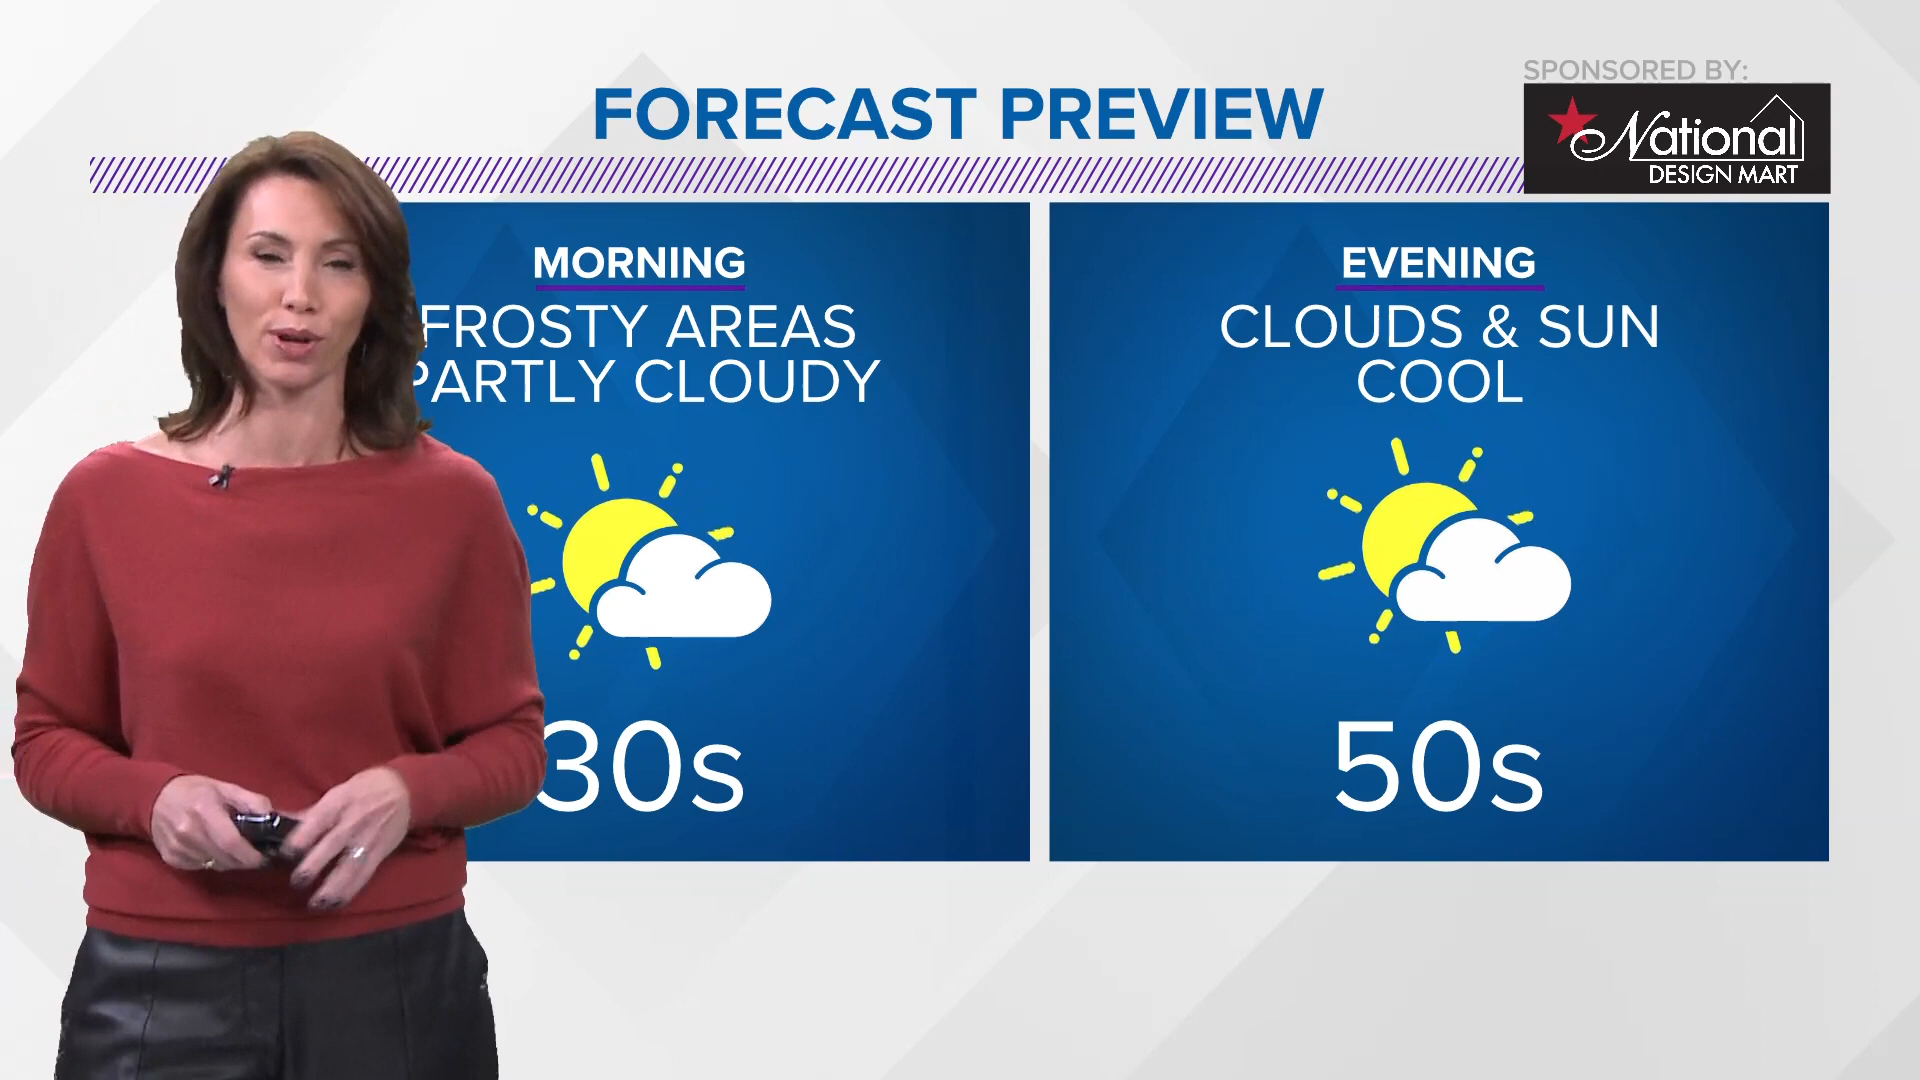 SPONSORED BY:
FORECAST PREVIEW
National
DESIGN MART
MORNING
FROSTY AREAS
PARTLY CLOUDY
30s
EVENING
CLOUDS & SUN
COOL
50s